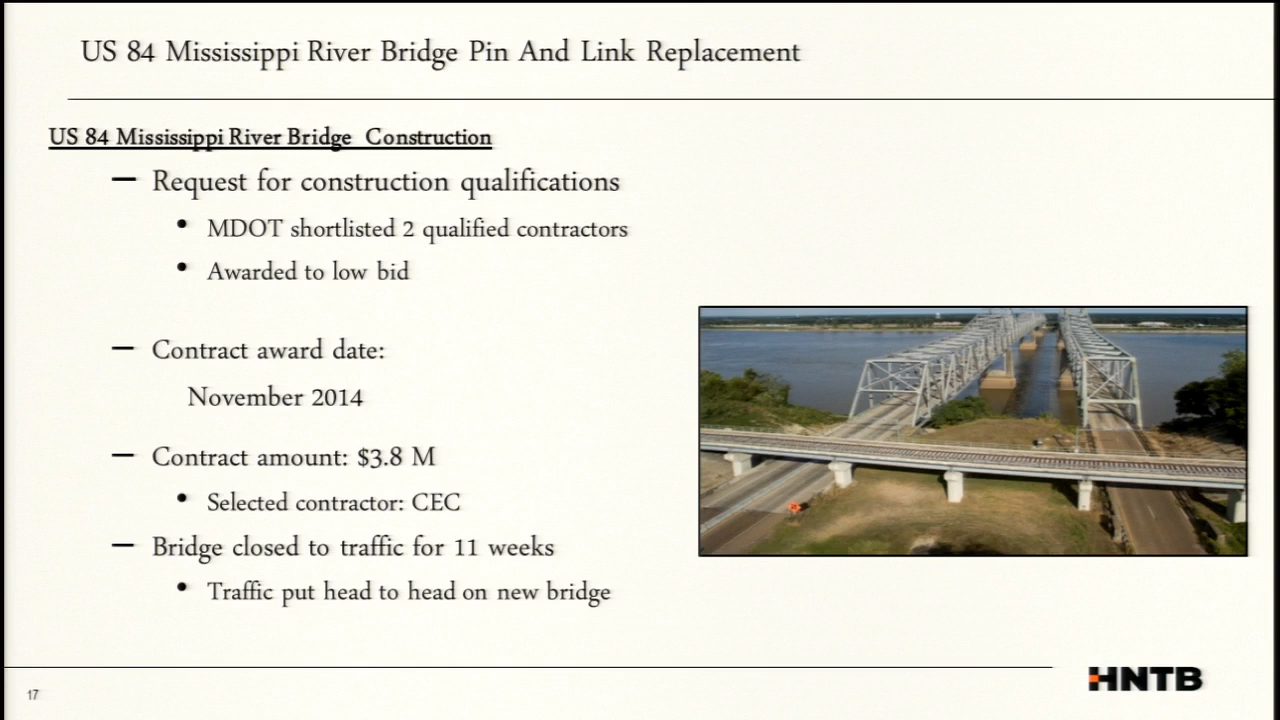 US 84 Mississippi River Bridge Pin And Link Replacement
US 84 Mississippi River Bridge Construction
– Request for construction qualifications
• MDOT shortlisted 2 qualified contractors
• Awarded to low bid
– Contract award date:
November 2014
– Contract amount: $3.8 M
• Selected contractor: CEC
– Bridge closed to traffic for 11 weeks
• Traffic put head to head on new bridge
17
HNTB